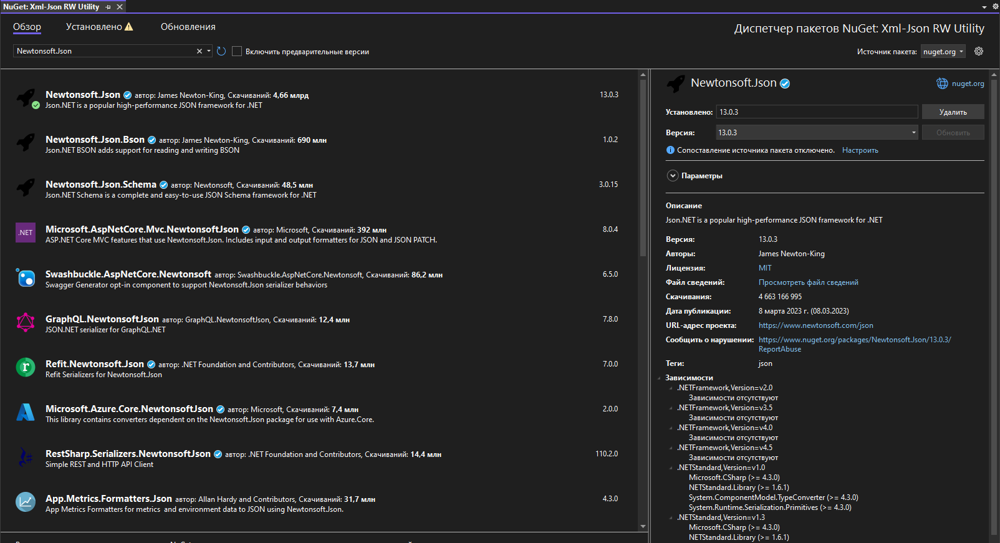 NuGet: Xml-Json RW Utility
Обзор
Установлено
Обновления
Диспетчер пакетов NuGet: Xml-Json RW Utility
Newtonsoft.Json
Включить предварительные версии
Источник пакета: nuget.org
Newtonsoft.Json автор: James Newton-King, Скачиваний: 4,66 млрд
13.0.3
Json.NET is a popular high-performance JSON framework for .NET
Newtonsoft.Json.Bson автор: James Newton-King, Скачиваний: 690 млн
1.0.2
Json.NET BSON adds support for reading and writing BSON
Newtonsoft.Json.Schema автор: Newtonsoft, Скачиваний: 48,5 млн
3.0.15
Json.NET Schema is a complete and easy-to-use JSON Schema framework for .NET
.NET
Microsoft.AspNetCore.Mvc.NewtonsoftJson автор: Microsoft, Скачиваний: 392 млн
8.0.4
ASP.NET Core MVC features that use Newtonsoft.Json. Includes input and output formatters for JSON and JSON PATCH.
Swashbuckle.AspNetCore.Newtonsoft автор: Swashbuckle.AspNetCore.Newtonsoft, Скачиваний: 86,2 млн
6.5.0
Swagger Generator opt-in component to support Newtonsoft.Json serializer behaviors
GraphQL.NewtonsoftJson автор: GraphQL.NewtonsoftJson, Скачиваний: 12,4 млн
7.8.0
JSON.NET serializer for GraphQL.NET
r
Refit.Newtonsoft.Json автор: .NET Foundation and Contributors, Скачиваний: 13,7 млн
7.0.0
Refit Serializers for Newtonsoft.Json
Microsoft.Azure.Core.NewtonsoftJson автор: Microsoft, Скачиваний: 7,4 млн
2.0.0
This library contains converters dependent on the Newtonsoft.Json package for use with Azure.Core.
RestSharp.Serializers.NewtonsoftJson автор: .NET Foundation and Contributors, Скачиваний: 14,4 млн
110.2.0
Simple REST and HTTP API Client
App.Metrics.Formatters.Json автор: Allan Hardy and Contributors, Скачиваний: 31,7 млн
4.3.0
App Metrics Formatters for metrics and environment data to JSON using Newtonsoft.Json.
Newtonsoft.Json
nuget.org
Установлено: 13.0.3
Удалить
Версия: 13.0.3
Обновить
Сопоставление источника пакета отключено. Настроить
Параметры
Описание
Json.NET is a popular high-performance JSON framework for .NET
Версия: 13.0.3
Авторы: James Newton-King
Лицензия: MIT
Файл сведений: Просмотреть файл сведений
Скачивания: 4 663 166 995
Дата публикации: 8 марта 2023 г. (08.03.2023)
URL-адрес проекта: https://www.newtonsoft.com/json
Сообщить о нарушении: https://www.nuget.org/packages/Newtonsoft.Json/13.0.3/
ReportAbuse
Теги: json
Зависимости
.NETFramework,Version=v2.0
Зависимости отсутствуют
.NETFramework,Version=v3.5
Зависимости отсутствуют
.NETFramework,Version=v4.0
Зависимости отсутствуют
.NETFramework,Version=v4.5
Зависимости отсутствуют
.NETStandard,Version=v1.0
Microsoft.CSharp (>= 4.3.0)
NETStandard.Library (>= 1.6.1)
System.ComponentModel.TypeConverter (>= 4.3.0)
System.Runtime.Serialization.Primitives (>= 4.3.0)
.NETStandard,Version=v1.3
Microsoft.CSharp (>= 4.3.0)
NETStandard.Library (>= 1.6.1)